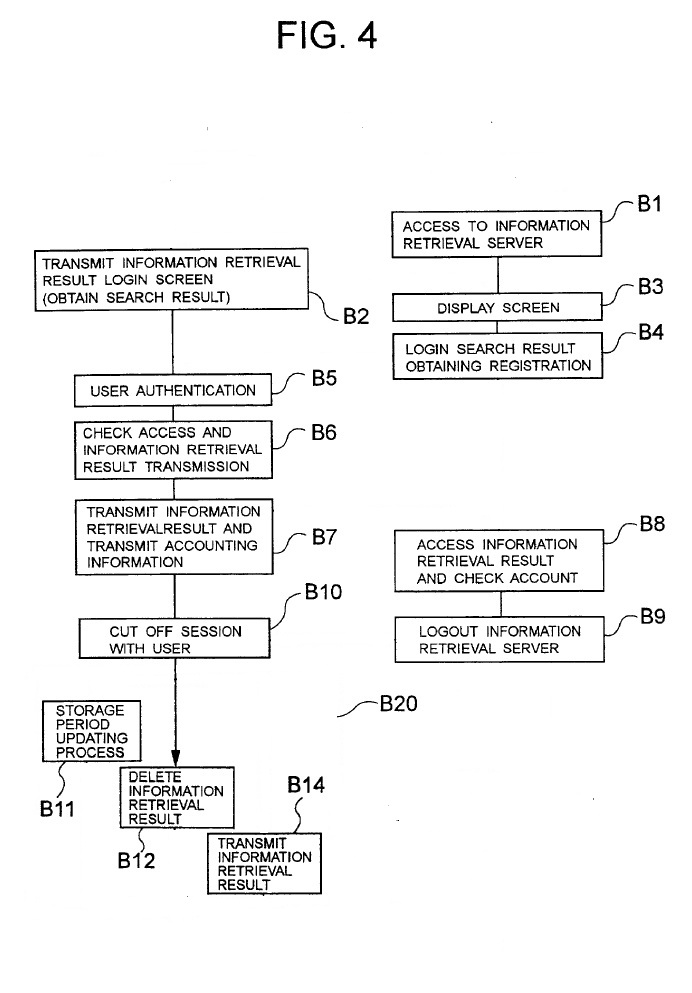 FIG. 4
B1
ACCESS TO INFORMATION
RETRIEVAL SERVER
TRANSMIT INFORMATION RETRIEVAL
RESULT LOGIN SCREEN
(OBTAIN SEARCH RESULT)
B2
B3
DISPLAY SCREEN
B4
LOGIN SEARCH RESULT
OBTAINING REGISTRATION
B5
USER AUTHENTICATION
B6
CHECK ACCESS AND
INFORMATION RETRIEVAL
RESULT TRANSMISSION
TRANSMIT INFORMATION
RETRIEVALRESULT AND
TRANSMIT ACCOUNTING
INFORMATION
B7
B8
ACCESS INFORMATION
RETRIEVAL RESULT
AND CHECK ACCOUNT
B10
CUT OFF SESSION
WITH USER
B9
LOGOUT INFORMATION
RETRIEVAL SERVER
B20
STORAGE
PERIOD
UPDATING
PROCESS
B11
DELETE
INFORMATION
RETRIEVAL
RESULT
B12
B14
TRANSMIT
INFORMATION
RETRIEVAL
RESULT